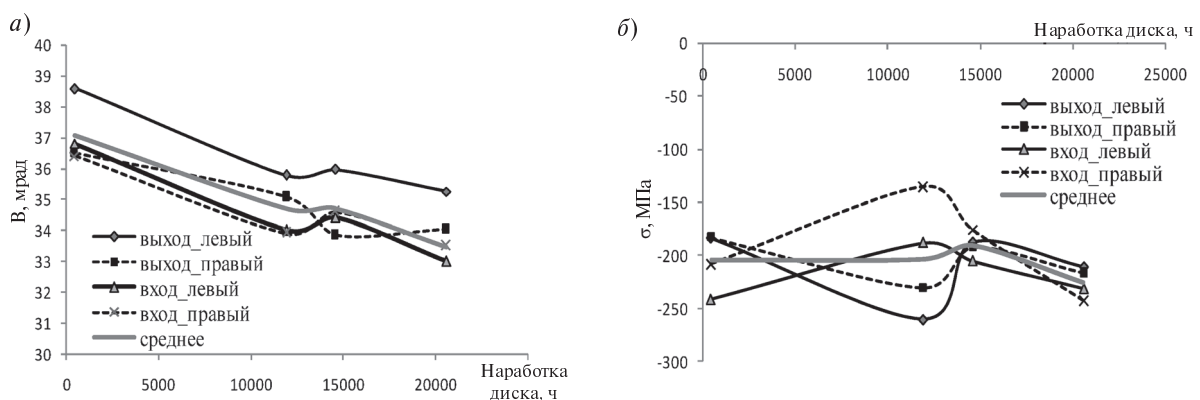 а)
40
39
38
37
36
35
34
33
32
31
30
В, мрад
выход_левый
выход_правый
вход_левый
вход_правый
среднее
0 5000 10000 15000 20000
Наработка
диска, ч
б)
Наработка диска, ч
0
-50
-100
-150
-200
-250
-300
σ, МПа
0 5000 10000 15000 20000 25000
выход_левый
выход_правый
вход_левый
вход_правый
среднее